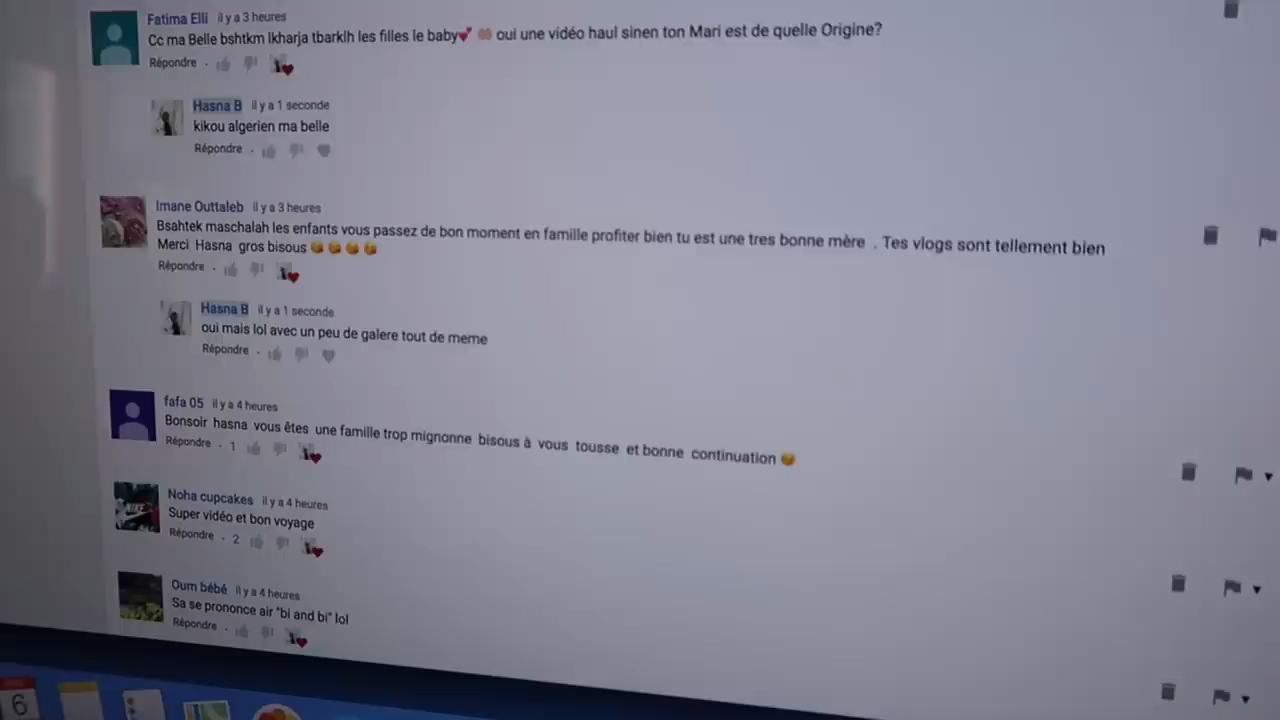 Fatima Elli il y a 3 heures
Cc ma Belle bshtkm lkharja tbarklh les filles le baby💕 👏🏼 oui une vidéo haul sinen ton Mari est de quelle Origine?
Répondre
Hasna B il y a 1 seconde
kikou algerien ma belle
Répondre
Imane Outtaleb il y a 3 heures
Bsahtek maschalah les enfants vous passez de bon moment en famille profiter bien tu est une tres bonne mère . Tes vlogs sont tellement bien
Merci Hasna gros bisous 😘 😘 😘 😘
Répondre
Hasna B il y a 1 seconde
oui mais lol avec un peu de galere tout de meme
Répondre
fafa 05 il y a 4 heures
Bonsoir hasna vous êtes une famille trop mignonne bisous à vous tousse et bonne continuation 😘
Répondre · 1
Noha cupcakes il y a 4 heures
Super vidéo et bon voyage
Répondre · 2
Oum bébé il y a 4 heures
Sa se prononce air "bi and bi" lol
Répondre
6